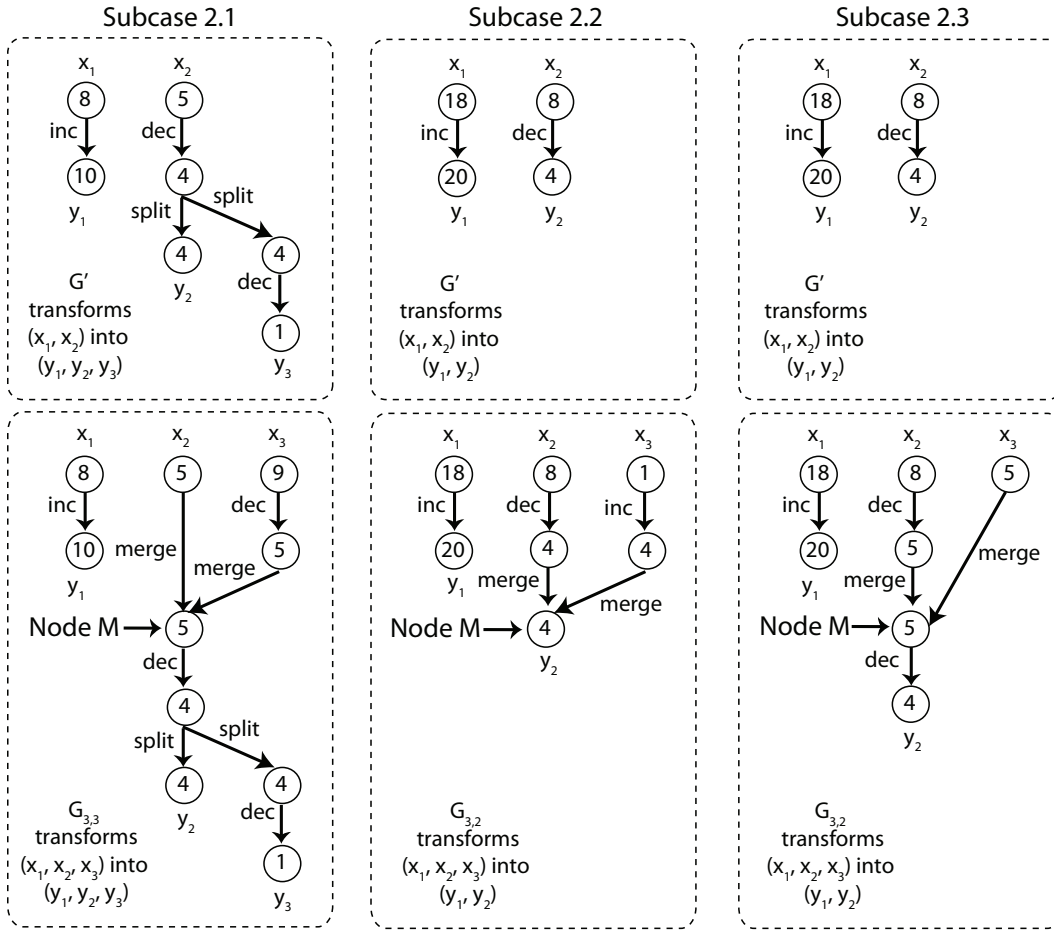 Subcase 2.1
Subcase 2.2
Subcase 2.3
x₁ x₂
8 5
inc dec
10 4
y₁ split split
4 4
y₂ dec
1
y₃
G'
transforms
(x₁, x₂) into
(y₁, y₂, y₃)
x₁ x₂
18 8
inc dec
20 4
y₁ y₂
G'
transforms
(x₁, x₂) into
(y₁, y₂)
x₁ x₂
18 8
inc dec
20 4
y₁ y₂
G'
transforms
(x₁, x₂) into
(y₁, y₂)
x₁ x₂ x₃
8 5 9
inc dec
10 5
y₁ merge merge
Node M 5
dec
4
split split
4 4
y₂ dec
1
y₃
G₃,₃
transforms
(x₁, x₂, x₃) into
(y₁, y₂, y₃)
x₁ x₂ x₃
18 8 1
inc dec inc
20 4 4
y₁ merge merge
Node M 4
y₂
G₃,₂
transforms
(x₁, x₂, x₃) into
(y₁, y₂)
x₁ x₂ x₃
18 8 5
inc dec
20 5 merge
y₁ merge
Node M 5
dec
4
y₂
G₃,₂
transforms
(x₁, x₂, x₃) into
(y₁, y₂)